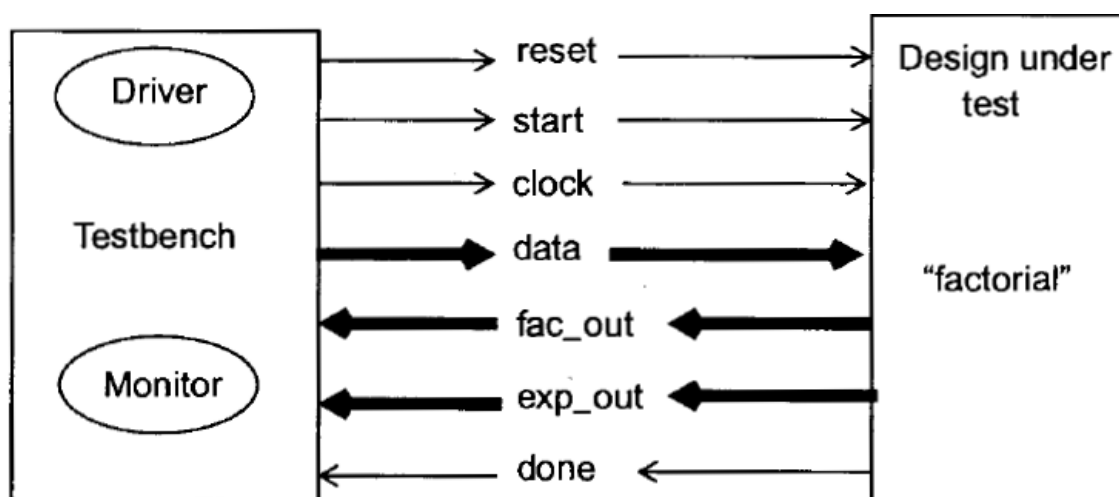 Driver
Testbench
Monitor
reset
start
clock
data
fac_out
exp_out
done
Design under
test
“factorial”